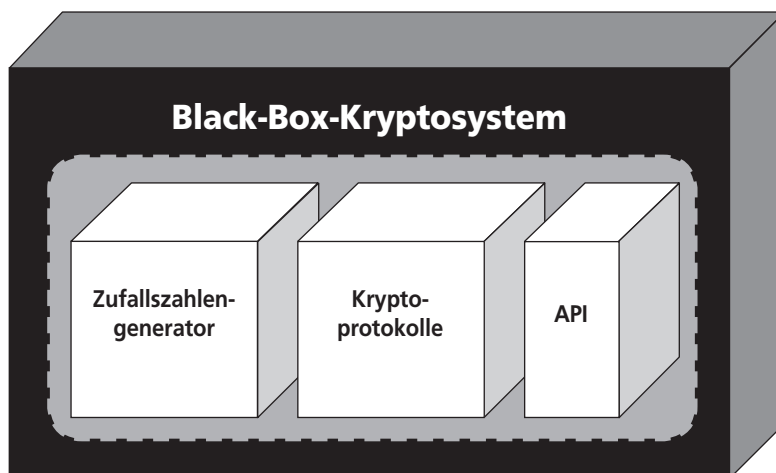 Black-Box-Kryptosystem
Zufallszahlen-
generator
Krypto-
protokolle
API